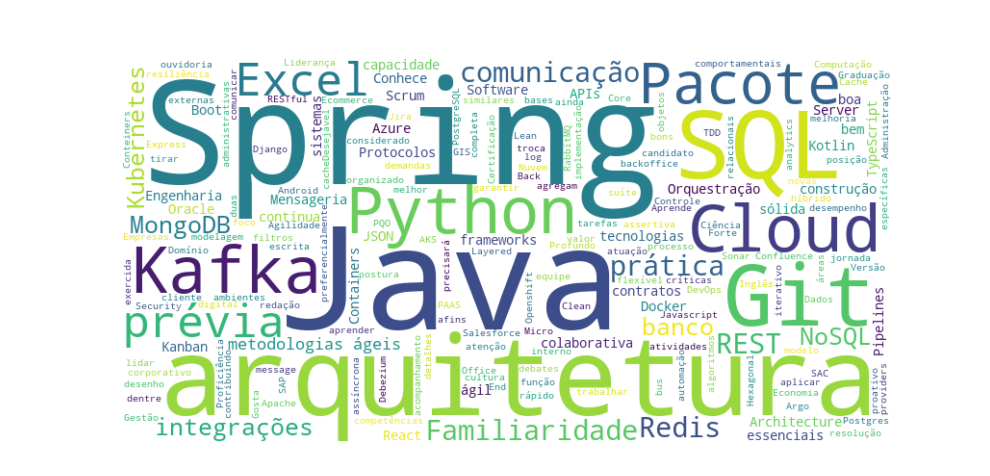 Spring
Java
arquitetura
SQL
Git
Python
Kafka
Cloud
Pacote
Excel
comunicação
prévia
prática
MongoDB
Kubernetes
Redis
REST
NoSQL
banco
integrações
Familiaridade
metodologias ágeis
Engenharia
Mensageria
contínua
Oracle
Boot
sistemas
Azure
Protocolos
Scrum
Conhece
capacidade
Software
APIs
Server
boa
bem
Kotlin
TypeScript
construção
sólida
Orquestração
tecnologias
frameworks
JSON
Containers
contratos
Docker
colaborativa
ágil
Kanban
React
Pipelines
Architecture
essenciais
ouvidoria
resiliência
Liderança
RESTful
comunicar
externas
administrativas
Conteiners
Express
tirar
Django
Ecommerce
cacheDesejável
considerado
Jira
demandas
organizado
melhor
GIS
PostgreSQL
similares
bases
ainda
Core
completa
Certificação
Lean
troca
log
Back
Nuvem
RabbitMQ
implementação
agregam
garantir
suíte
bons
objetos
TDD
candidato
backoffice
relacionais
comportamentais
Computação
Graduação
Cache
melhoria
posição
analytics
novas
híbrido
desempenho
específicas
Administração
Controle
Aprende
assertiva
tarefas
Ciência
Forte
atuação
processo
valor
Profundo
Layered
Android
Agilidade
duas
foco
filtros
modelagem
escrita
Domínio
Empresas
exercida
cliente
ambientes
Security
digital
redação
preferencialmente
PQO
AKS
postura
precisará
PAAS
afins
aprender
equipe
flexível
críticas
DevOps
Openshift
Clean
Micro
Javascript
Salesforce
atenção
interno
atividades
Sonar
Confluence
jornada
Versão
áreas
Inglês
iterativo
Dados
lidar
corporativo
desenho
dentre
Gestão
message
Proficiência
contribuindo
Gosta
SAP
Apache
assíncrona
Debezium
acompanhamento
detalhes
competências
Office
cultura
End
debates
função
rápido
trabalhar
bus
automação
algoritmos
Hexagonal
modelo
SAC
aplicar
Economia
Argo
proativo
providers
Postgres
resolução